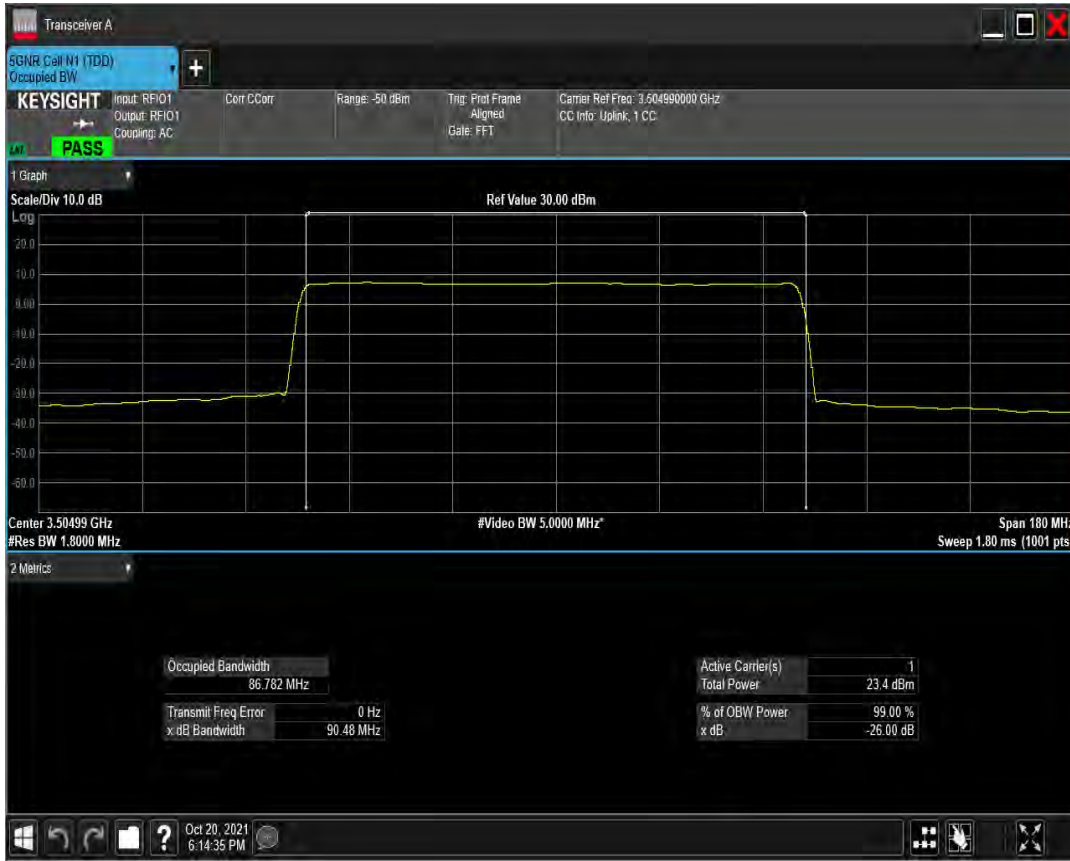 Transceiver A
5GNR Cell N1 (TDD)
Occupied BW
KEYSIGHT
Input: RFIO1
Output: RFIO1
Coupling: AC
Corr CCorr
Range: -50 dBm
Trig: Prot Frame
Aligned
Gate: FFT
Carrier Ref Freq: 3.504990000 GHz
CC Info: Uplink, 1 CC
PASS
1 Graph
Scale/Div 10.0 dB
Ref Value 30.00 dBm
Log
20.0
10.0
0.00
-10.0
-20.0
-30.0
-40.0
-50.0
-60.0
Center 3.50499 GHz
#Video BW 5.0000 MHz*
Span 180 MHz
#Res BW 1.8000 MHz
Sweep 1.80 ms (1001 pts
2 Metrics
Occupied Bandwidth
86.782 MHz
Active Carrier(s) 1
Total Power 23.4 dBm
Transmit Freq Error 0 Hz
x dB Bandwidth 90.48 MHz
% of OBW Power 99.00 %
x dB -26.00 dB
?
Oct 20, 2021
6:14:35 PM